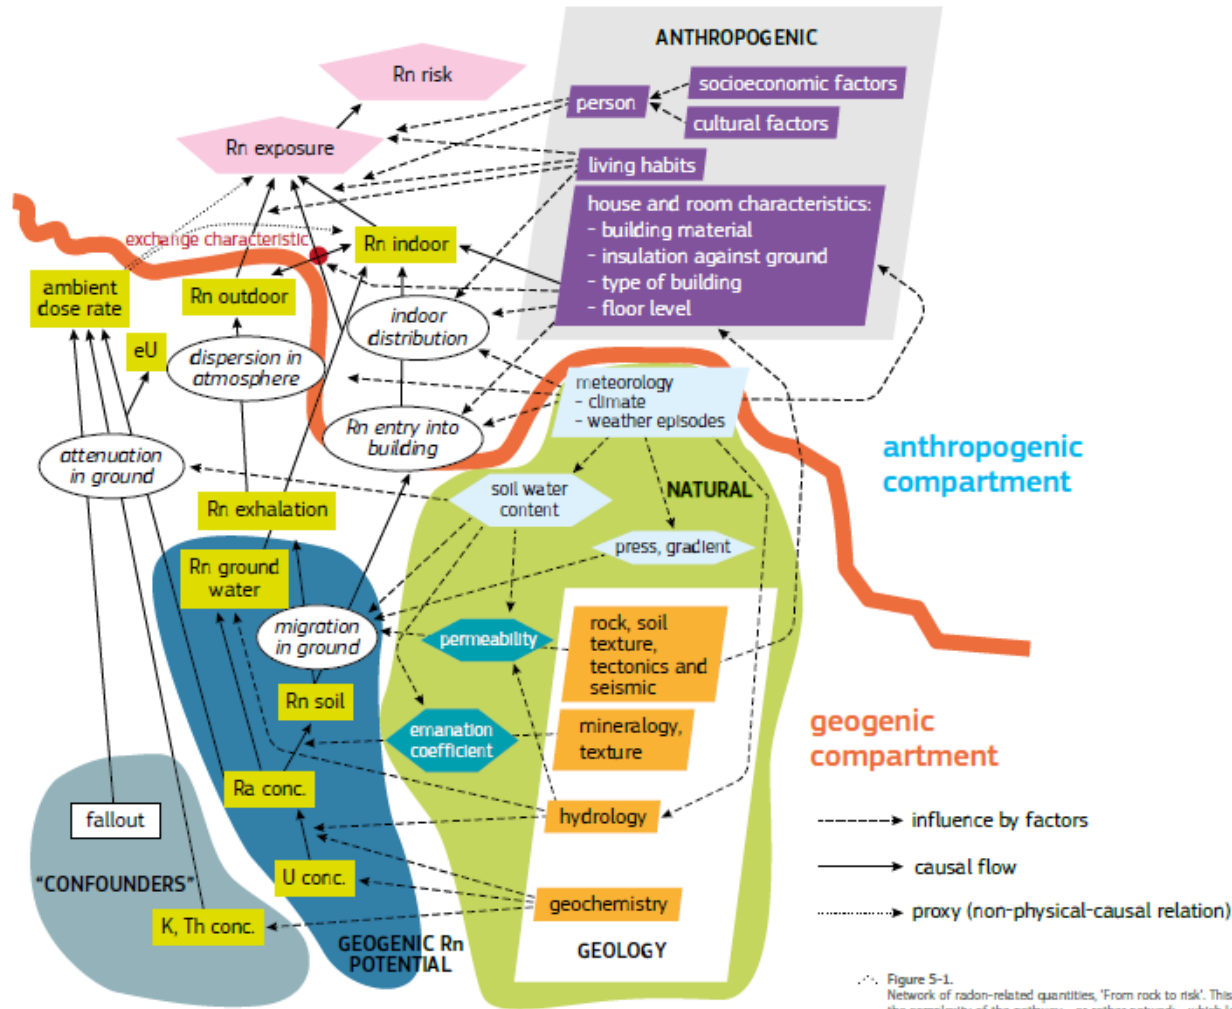 ANTHROPOGENIC
Rn risk
socioeconomic factors
person
cultural factors
Rn exposure
living habits
house and room characteristics:
- building material
- insulation against ground
- type of building
- floor level
exchange characteristic
Rn indoor
ambient
dose rate
Rn outdoor
indoor
distribution
eU
dispersion in
atmosphere
meteorology
- climate
- weather episodes
Rn entry into
building
attenuation
in ground
anthropogenic
compartment
soil water
content
NATURAL
Rn exhalation
press, gradient
Rn ground
water
migration
in ground
permeability
rock, soil
texture,
tectonics and
seismic
Rn soil
emanation
coefficient
mineralogy,
texture
geogenic
compartment
Ra conc.
fallout
hydrology
influence by factors
causal flow
"CONFOUNDERS"
U conc.
geochemistry
proxy (non-physical-causal relation)
K, Th conc.
GEOGENIC Rn
POTENTIAL
GEOLOGY
Figure 5-1.
Network of radon-related quantities, 'From rock to risk'. This